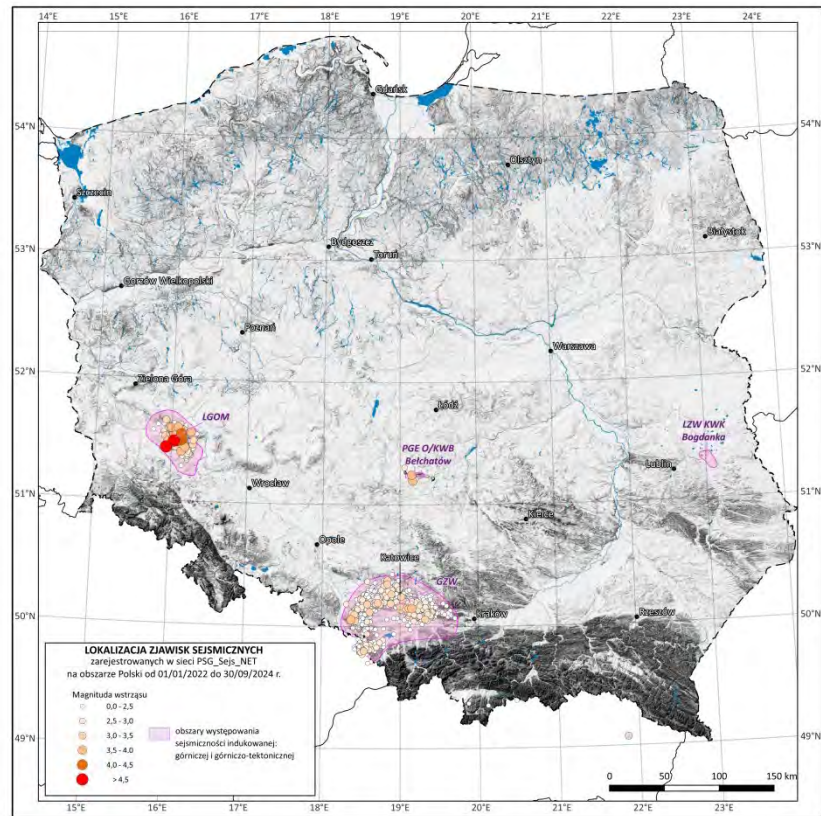 14°E 15°E 16°E 17°E 18°E 19°E 20°E 21°E 22°E 23°E
Gdańsk
54°N 54°N
Olsztyn
Szczecin
Białystok
53°N 53°N
Bydgoszcz
Toruń
Gorzów Wielkopolski
Poznań
Warszawa
52°N 52°N
Zielona Góra
Łódź
LGOM
PGE O/KWB
Bełchatów
LZW KWK
Bogdanka
Lublin
51°N 51°N
Wrocław
Kielce
Opole
Katowice
GZW
50°N 50°N
Kraków
Rzeszów
LOKALIZACJA ZJAWISK SEJSMICZNYCH
zarejestrowanych w sieci PSG_Sejs_NET
na obszarze Polski od 01/01/2022 do 30/09/2024 r.
Magnituda wstrząsu
0,0 - 2,5
2,5 - 3,0
3,0 - 3,5
3,5 - 4.0
4,0 - 4,5
> 4,5
obszary występowania
sejsmiczności indukowanej:
górniczej i górniczo-tektonicznej
49°N 49°N
0 50 100 150 km
15°E 16°E 17°E 18°E 19°E 20°E 21°E 22°E 23°E